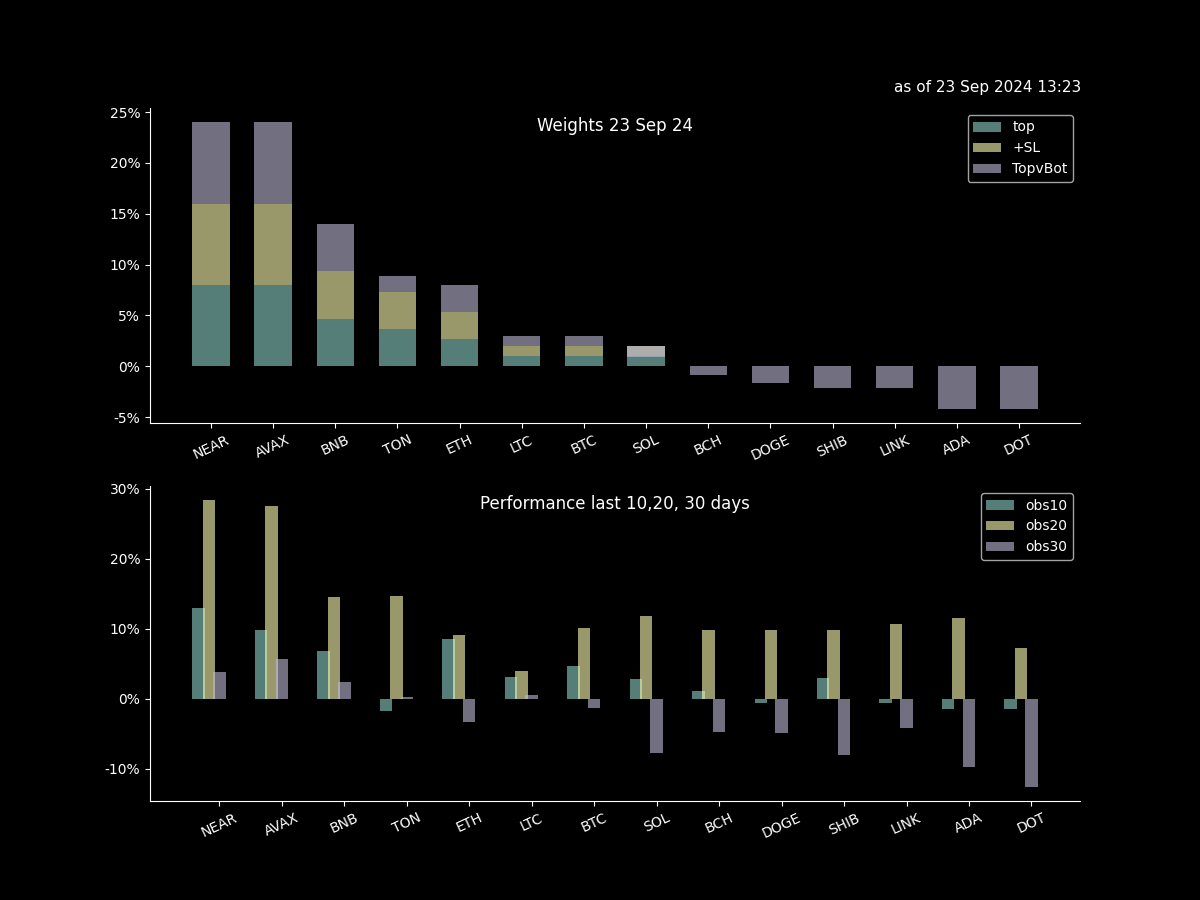 as of 23 Sep 2024 13:23
Weights 23 Sep 24
25%
20%
15%
10%
5%
0%
-5%
top
+SL
TopvBot
NEAR AVAX BNB TON ETH LTC BTC SOL BCH DOGE SHIB LINK ADA DOT
Performance last 10,20, 30 days
30%
20%
10%
0%
-10%
obs10
obs20
obs30
NEAR AVAX BNB TON ETH LTC BTC SOL BCH DOGE SHIB LINK ADA DOT